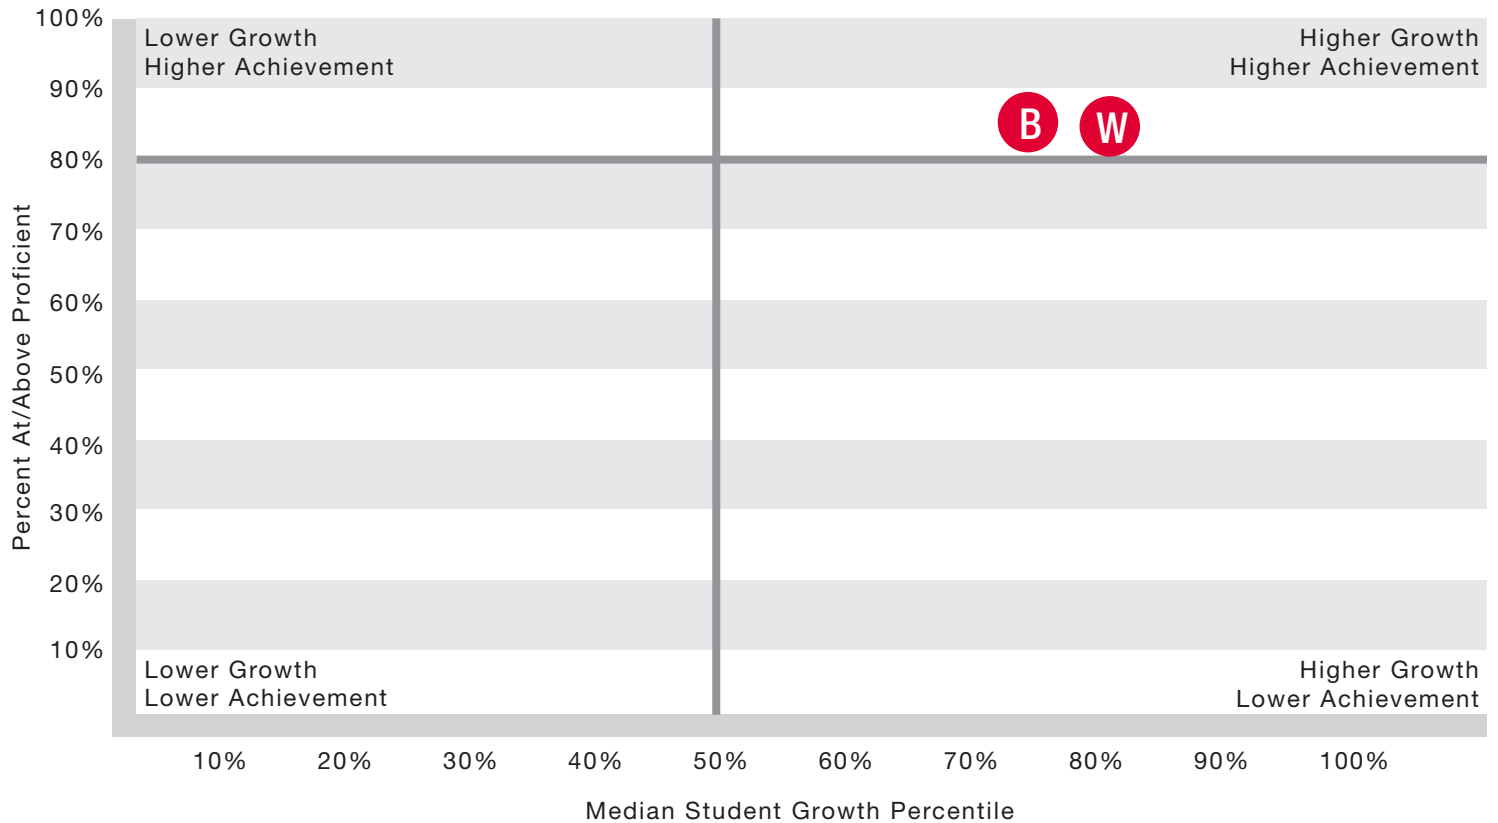 100%
Lower Growth
Higher Achievement
Higher Growth
Higher Achievement
90%
B
W
80%
70%
60%
50%
40%
30%
20%
10%
Percent At/Above Proficient
Lower Growth
Lower Achievement
Higher Growth
Lower Achievement
10% 20% 30% 40% 50% 60% 70% 80% 90% 100%
Median Student Growth Percentile